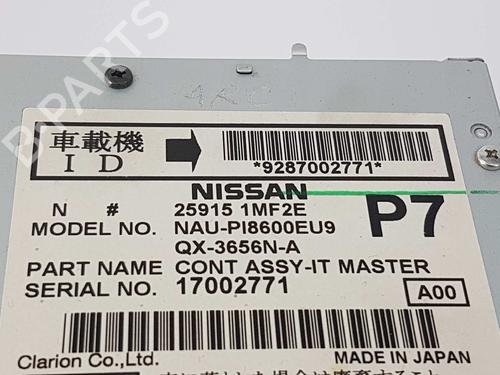 車載機
I D
*9287002771*
NISSAN
N # 25915 1MF2E
P7
MODEL NO. NAU-PI8600EU9
QX-3656N-A
PART NAME CONT ASSY-IT MASTER
SERIAL NO. 17002771
A00
Clarion Co.,Ltd. MADE IN JAPAN
B-PARTS